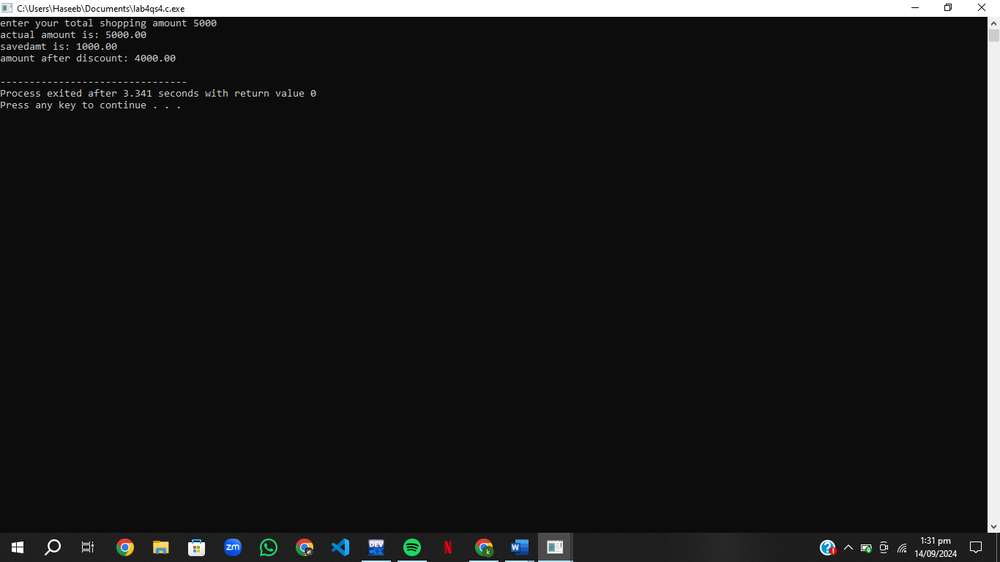 C:\Users\Haseeb\Documents\lab4qs4.c.exe
enter your total shopping amount 5000
actual amount is: 5000.00
savedamt is: 1000.00
amount after discount: 4000.00
--------------------------------
Process exited after 3.341 seconds with return value 0
Press any key to continue . . .
zm
DEV
C++
N
k
W
?
!
1:31 pm
14/09/2024